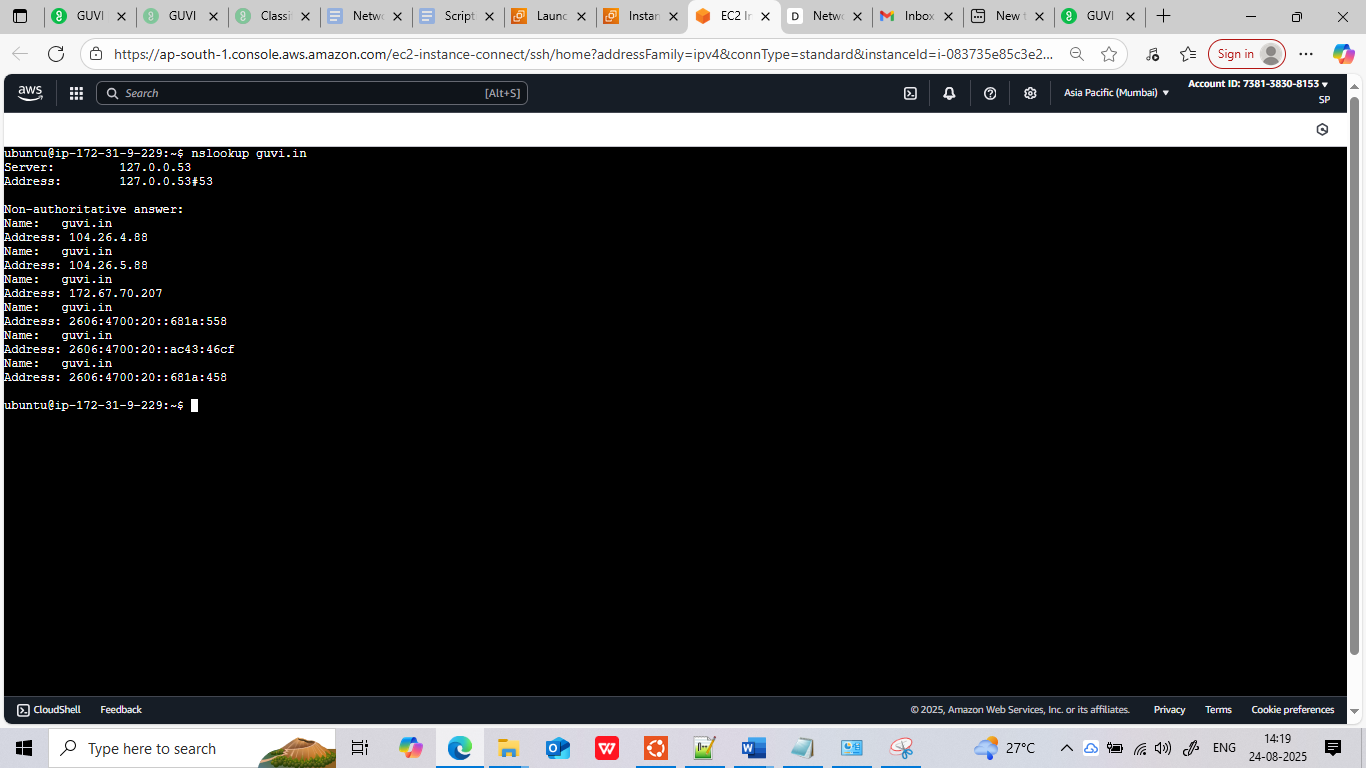 GUVI
GUVI
Classi
Netwo
Script
Launc
Instan
EC2 In
Netwo
Inbox
New t
GUVI
https://ap-south-1.console.aws.amazon.com/ec2-instance-connect/ssh/home?addressFamily=ipv4&connType=standard&instanceId=i-083735e85c3e2...
Sign in
aws
Search
[Alt+S]
Asia Pacific (Mumbai)
Account ID: 7381-3830-8153
SP
ubuntu@ip-172-31-9-229:~$ nslookup guvi.in
Server: 127.0.0.53
Address: 127.0.0.53#53
Non-authoritative answer:
Name: guvi.in
Address: 104.26.4.88
Name: guvi.in
Address: 104.26.5.88
Name: guvi.in
Address: 172.67.70.207
Name: guvi.in
Address: 2606:4700:20::681a:558
Name: guvi.in
Address: 2606:4700:20::ac43:46cf
Name: guvi.in
Address: 2606:4700:20::681a:458
ubuntu@ip-172-31-9-229:~$
CloudShell
Feedback
© 2025, Amazon Web Services, Inc. or its affiliates.
Privacy
Terms
Cookie preferences
Type here to search
27°C
ENG
14:19
24-08-2025